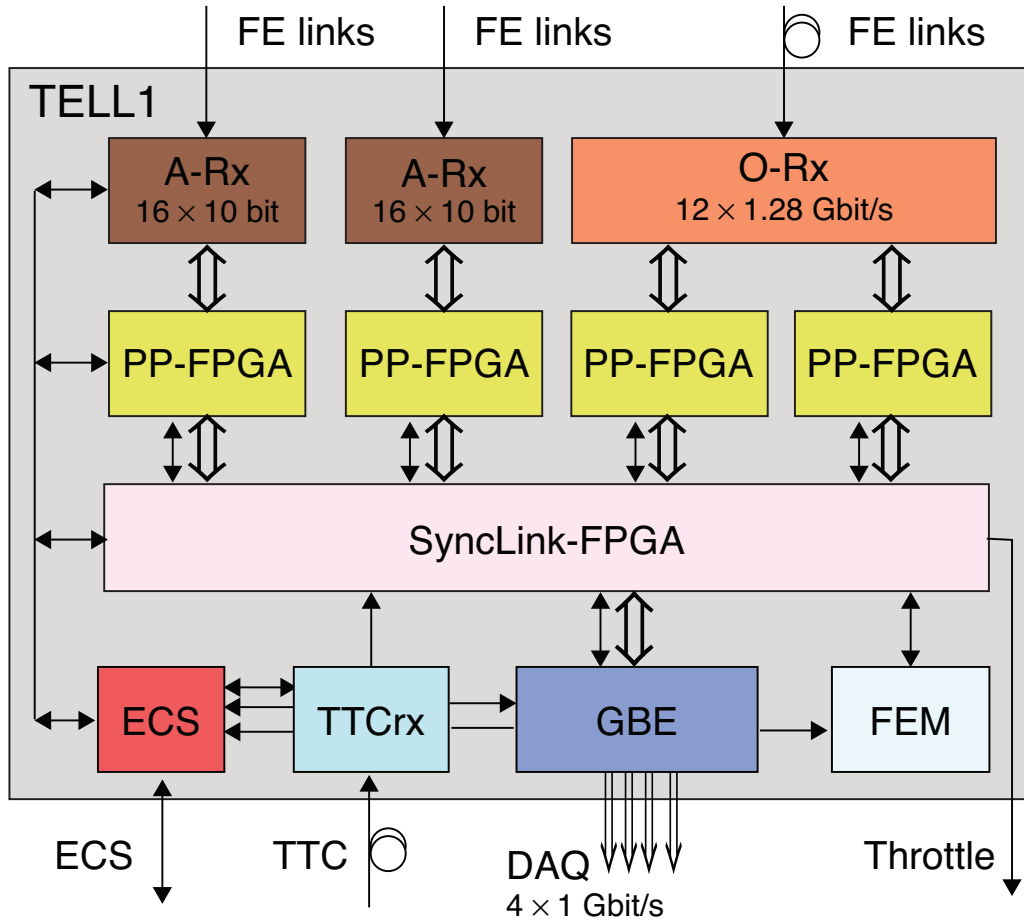 FE links
FE links
FE links
TELL1
A-Rx
16 × 10 bit
A-Rx
16 × 10 bit
O-Rx
12 × 1.28 Gbit/s
PP-FPGA
PP-FPGA
PP-FPGA
PP-FPGA
SyncLink-FPGA
ECS
TTCrx
GBE
FEM
ECS
TTC
DAQ
4 × 1 Gbit/s
Throttle